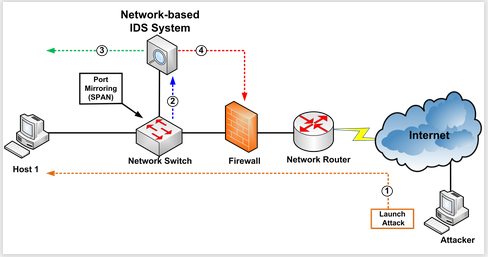 Network-based
IDS System
3
4
Port
Mirroring
(SPAN)
2
Internet
Host 1
Network Switch
Firewall
Network Router
1
Launch
Attack
Attacker